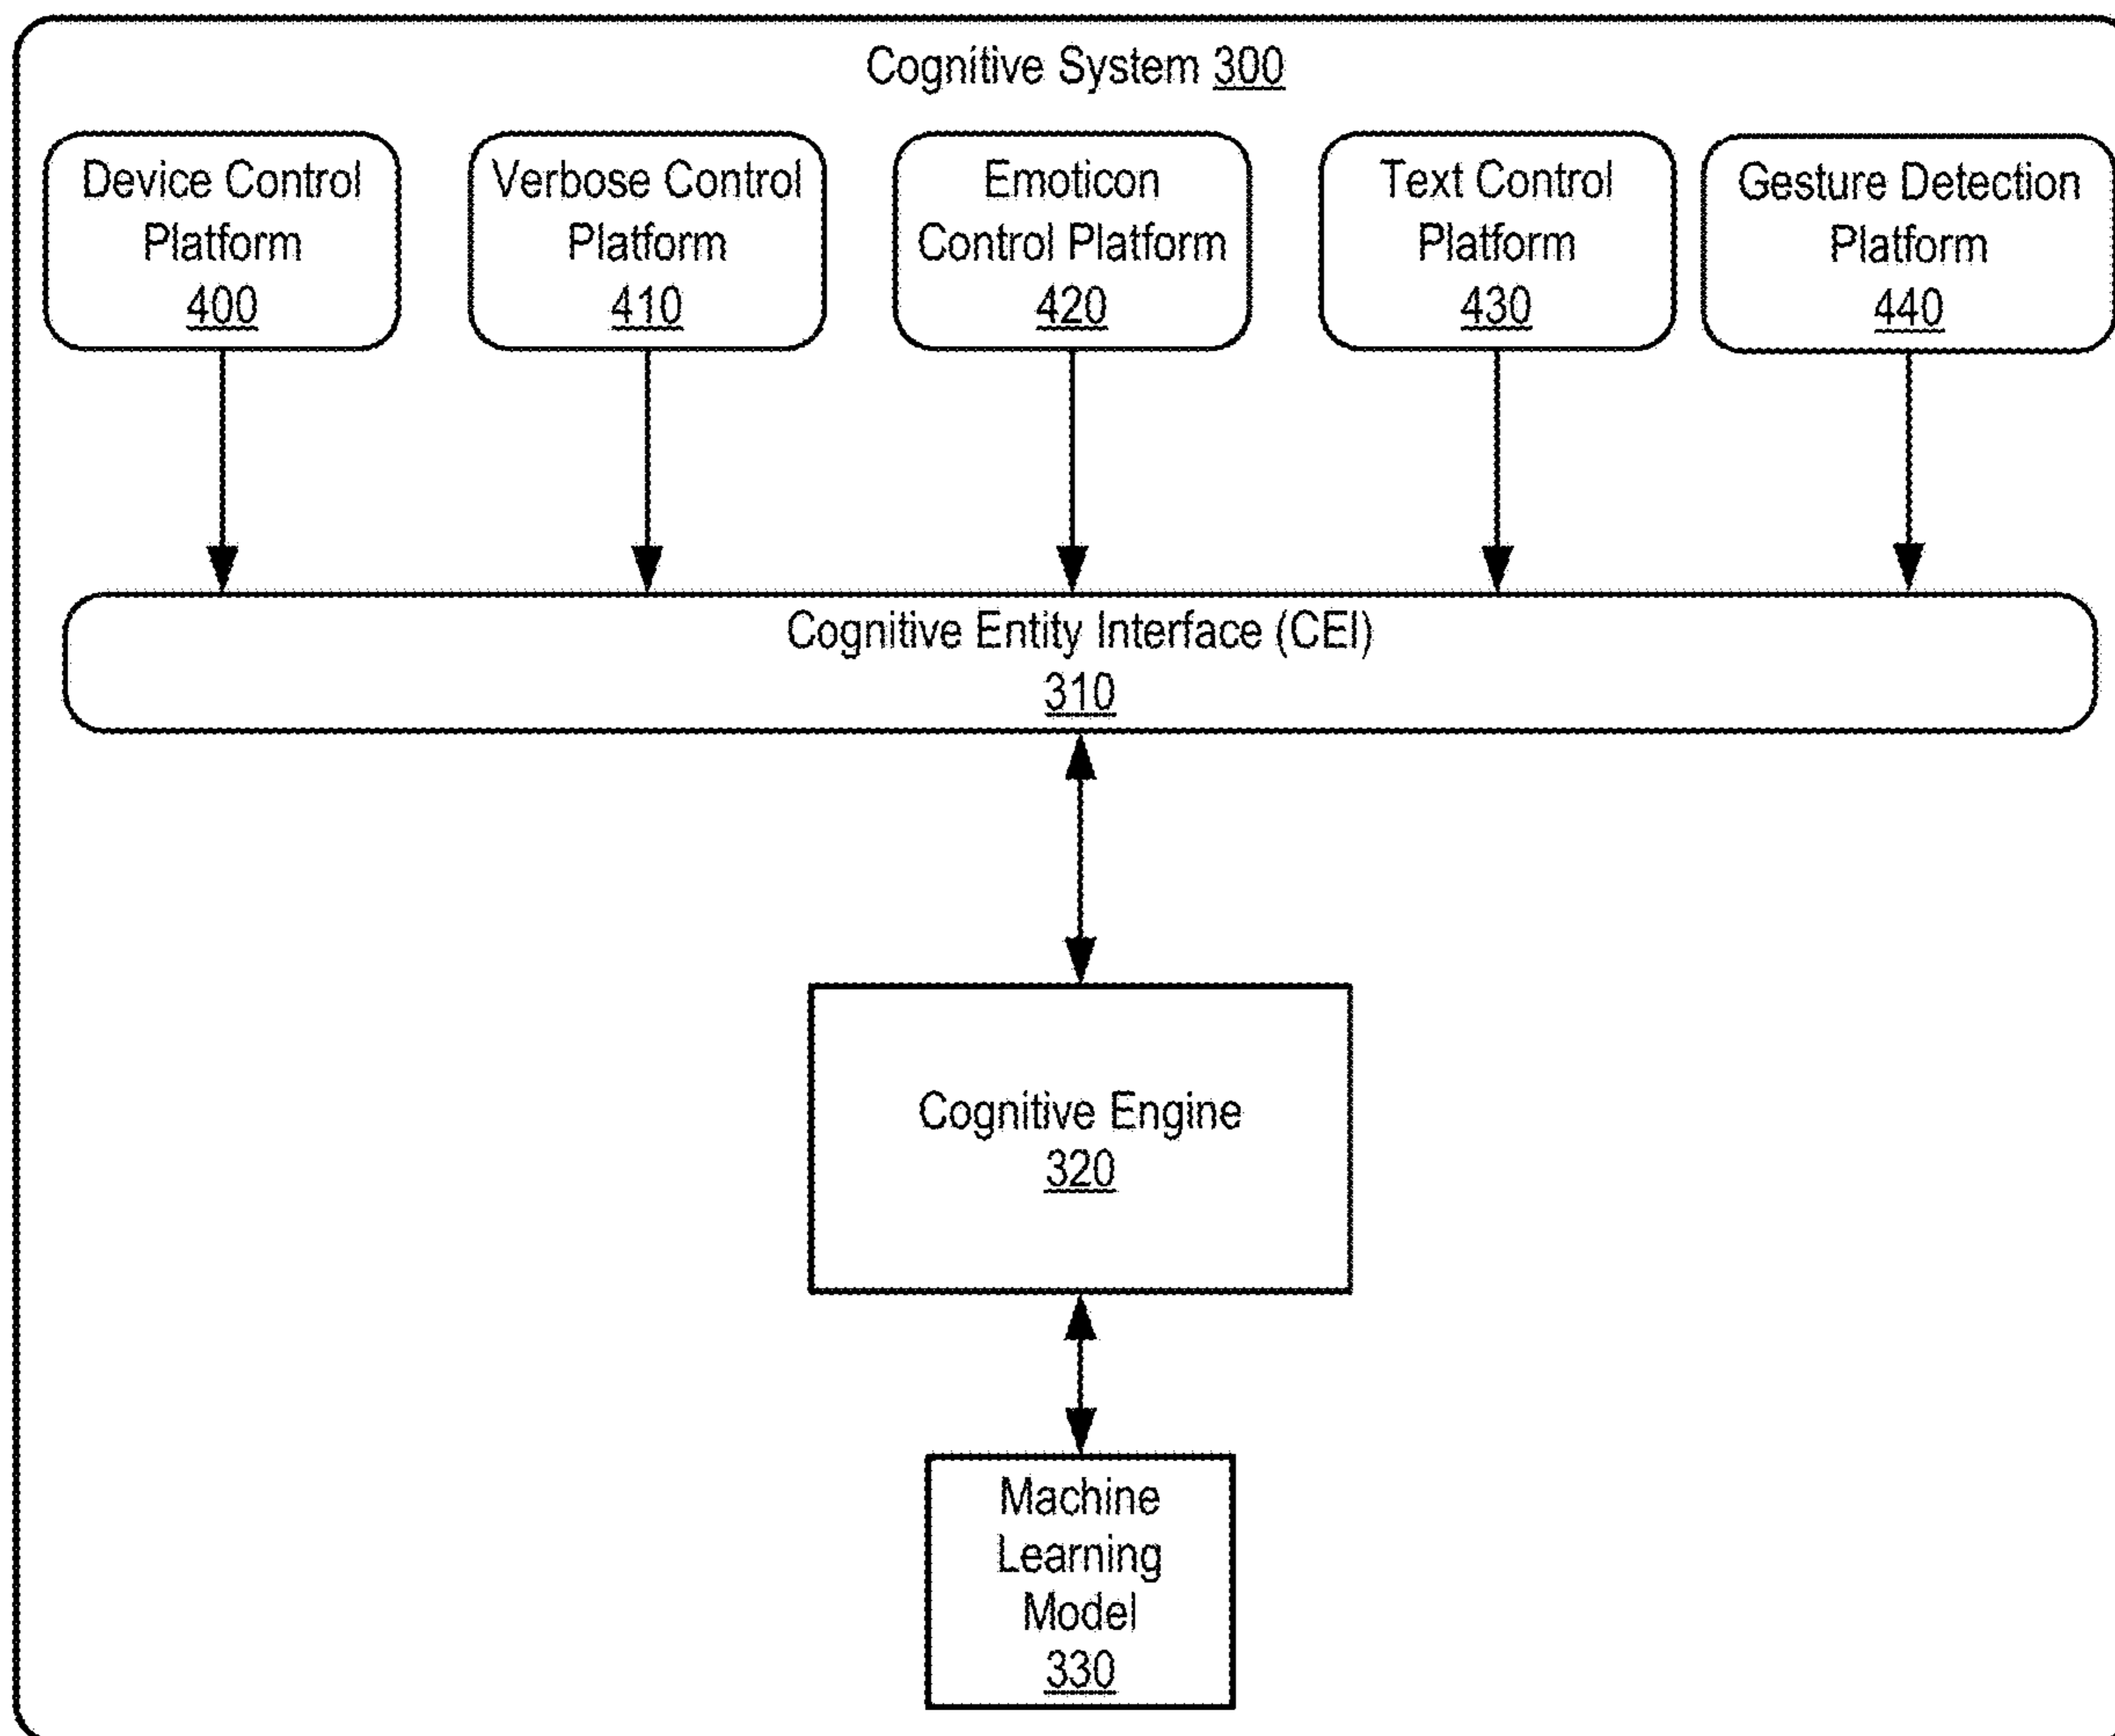 Cognitive System 300
Device Control
Platform
400
Verbose Control
Platform
410
Emoticon
Control Platform
420
Text Control
Platform
430
Gesture Detection
Platform
440
Cognitive Entity Interface (CEI)
310
Cognitive Engine
320
Machine
Learning
Model
330